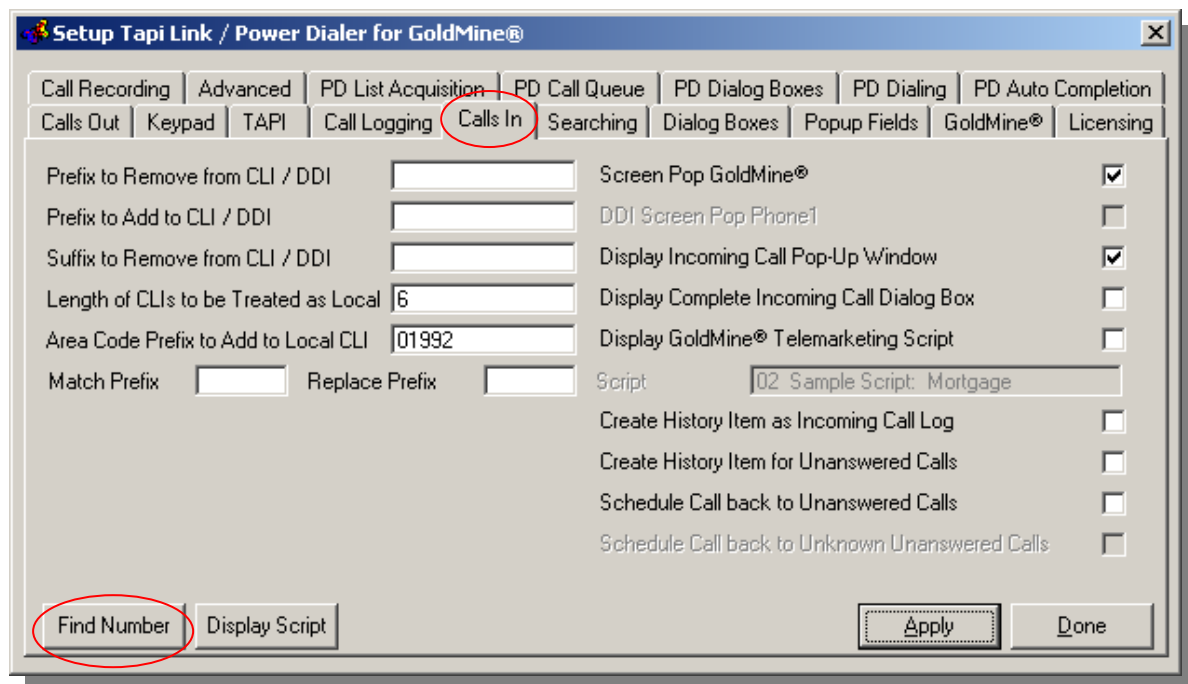 Setup Tapi Link / Power Dialer for GoldMine®
Call Recording Advanced PD List Acquisition PD Call Queue PD Dialog Boxes PD Dialing PD Auto Completion
Calls Out Keypad TAPI Call Logging Calls In Searching Dialog Boxes Popup Fields GoldMine® Licensing
Prefix to Remove from CLI / DDI Screen Pop GoldMine®
Prefix to Add to CLI / DDI DDI Screen Pop Phone1
Suffix to Remove from CLI / DDI Display Incoming Call Pop-Up Window
Length of CLIs to be Treated as Local 6 Display Complete Incoming Call Dialog Box
Area Code Prefix to Add to Local CLI 01992 Display GoldMine® Telemarketing Script
Match Prefix Replace Prefix Script 02 Sample Script: Mortgage
Create History Item as Incoming Call Log
Create History Item for Unanswered Calls
Schedule Call back to Unanswered Calls
Schedule Call back to Unknown Unanswered Calls
Find Number Display Script Apply Done